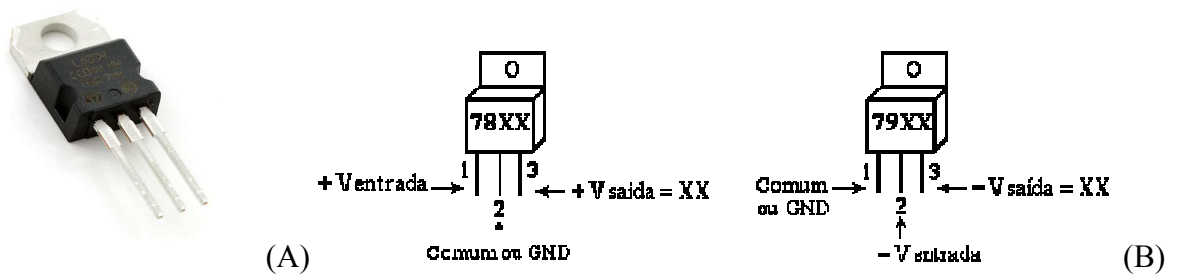 78XX
1 3
+ Ventrada
+ V saida = XX
2
Comum ou GND
79XX
1 3
Comum
ou GND
– V saída = XX
2
– V entrada
(A)
(B)